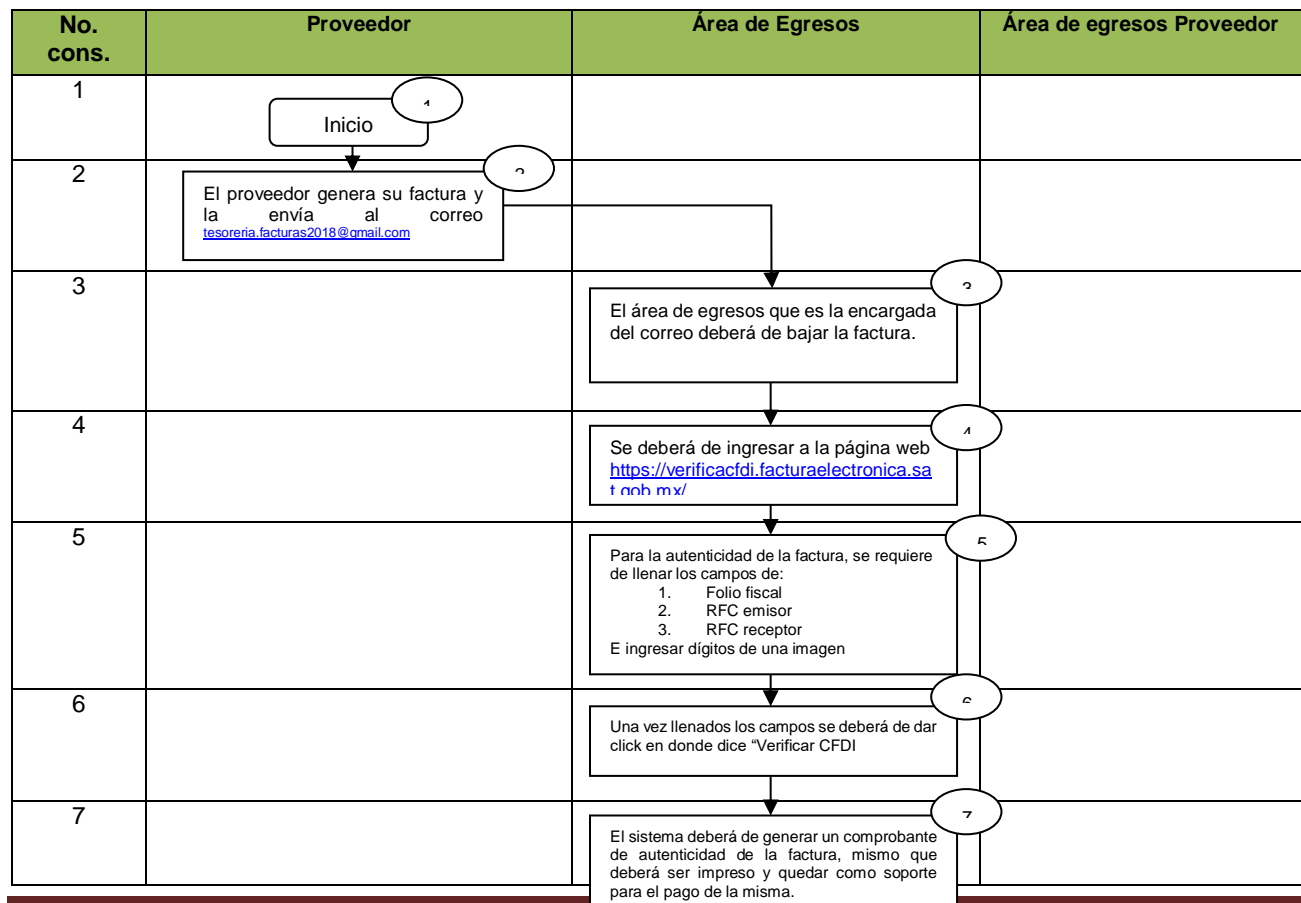 No. cons.
Proveedor
Área de Egresos
Área de egresos Proveedor
1
Inicio
2
El proveedor genera su factura y
la envía al correo
tesoreria.facturas2018@gmail.com
3
El área de egresos que es la encargada
del correo deberá de bajar la factura.
4
Se deberá de ingresar a la página web
https://verificacfdi.facturaelectronica.sa
t.gob.mx/
5
Para la autenticidad de la factura, se requiere
de llenar los campos de:
1. Folio fiscal
2. RFC emisor
3. RFC receptor
E ingresar dígitos de una imagen
6
Una vez llenados los campos se deberá de dar
click en donde dice “Verificar CFDI
7
El sistema deberá de generar un comprobante
de autenticidad de la factura, mismo que
deberá ser impreso y quedar como soporte
para el pago de la misma.